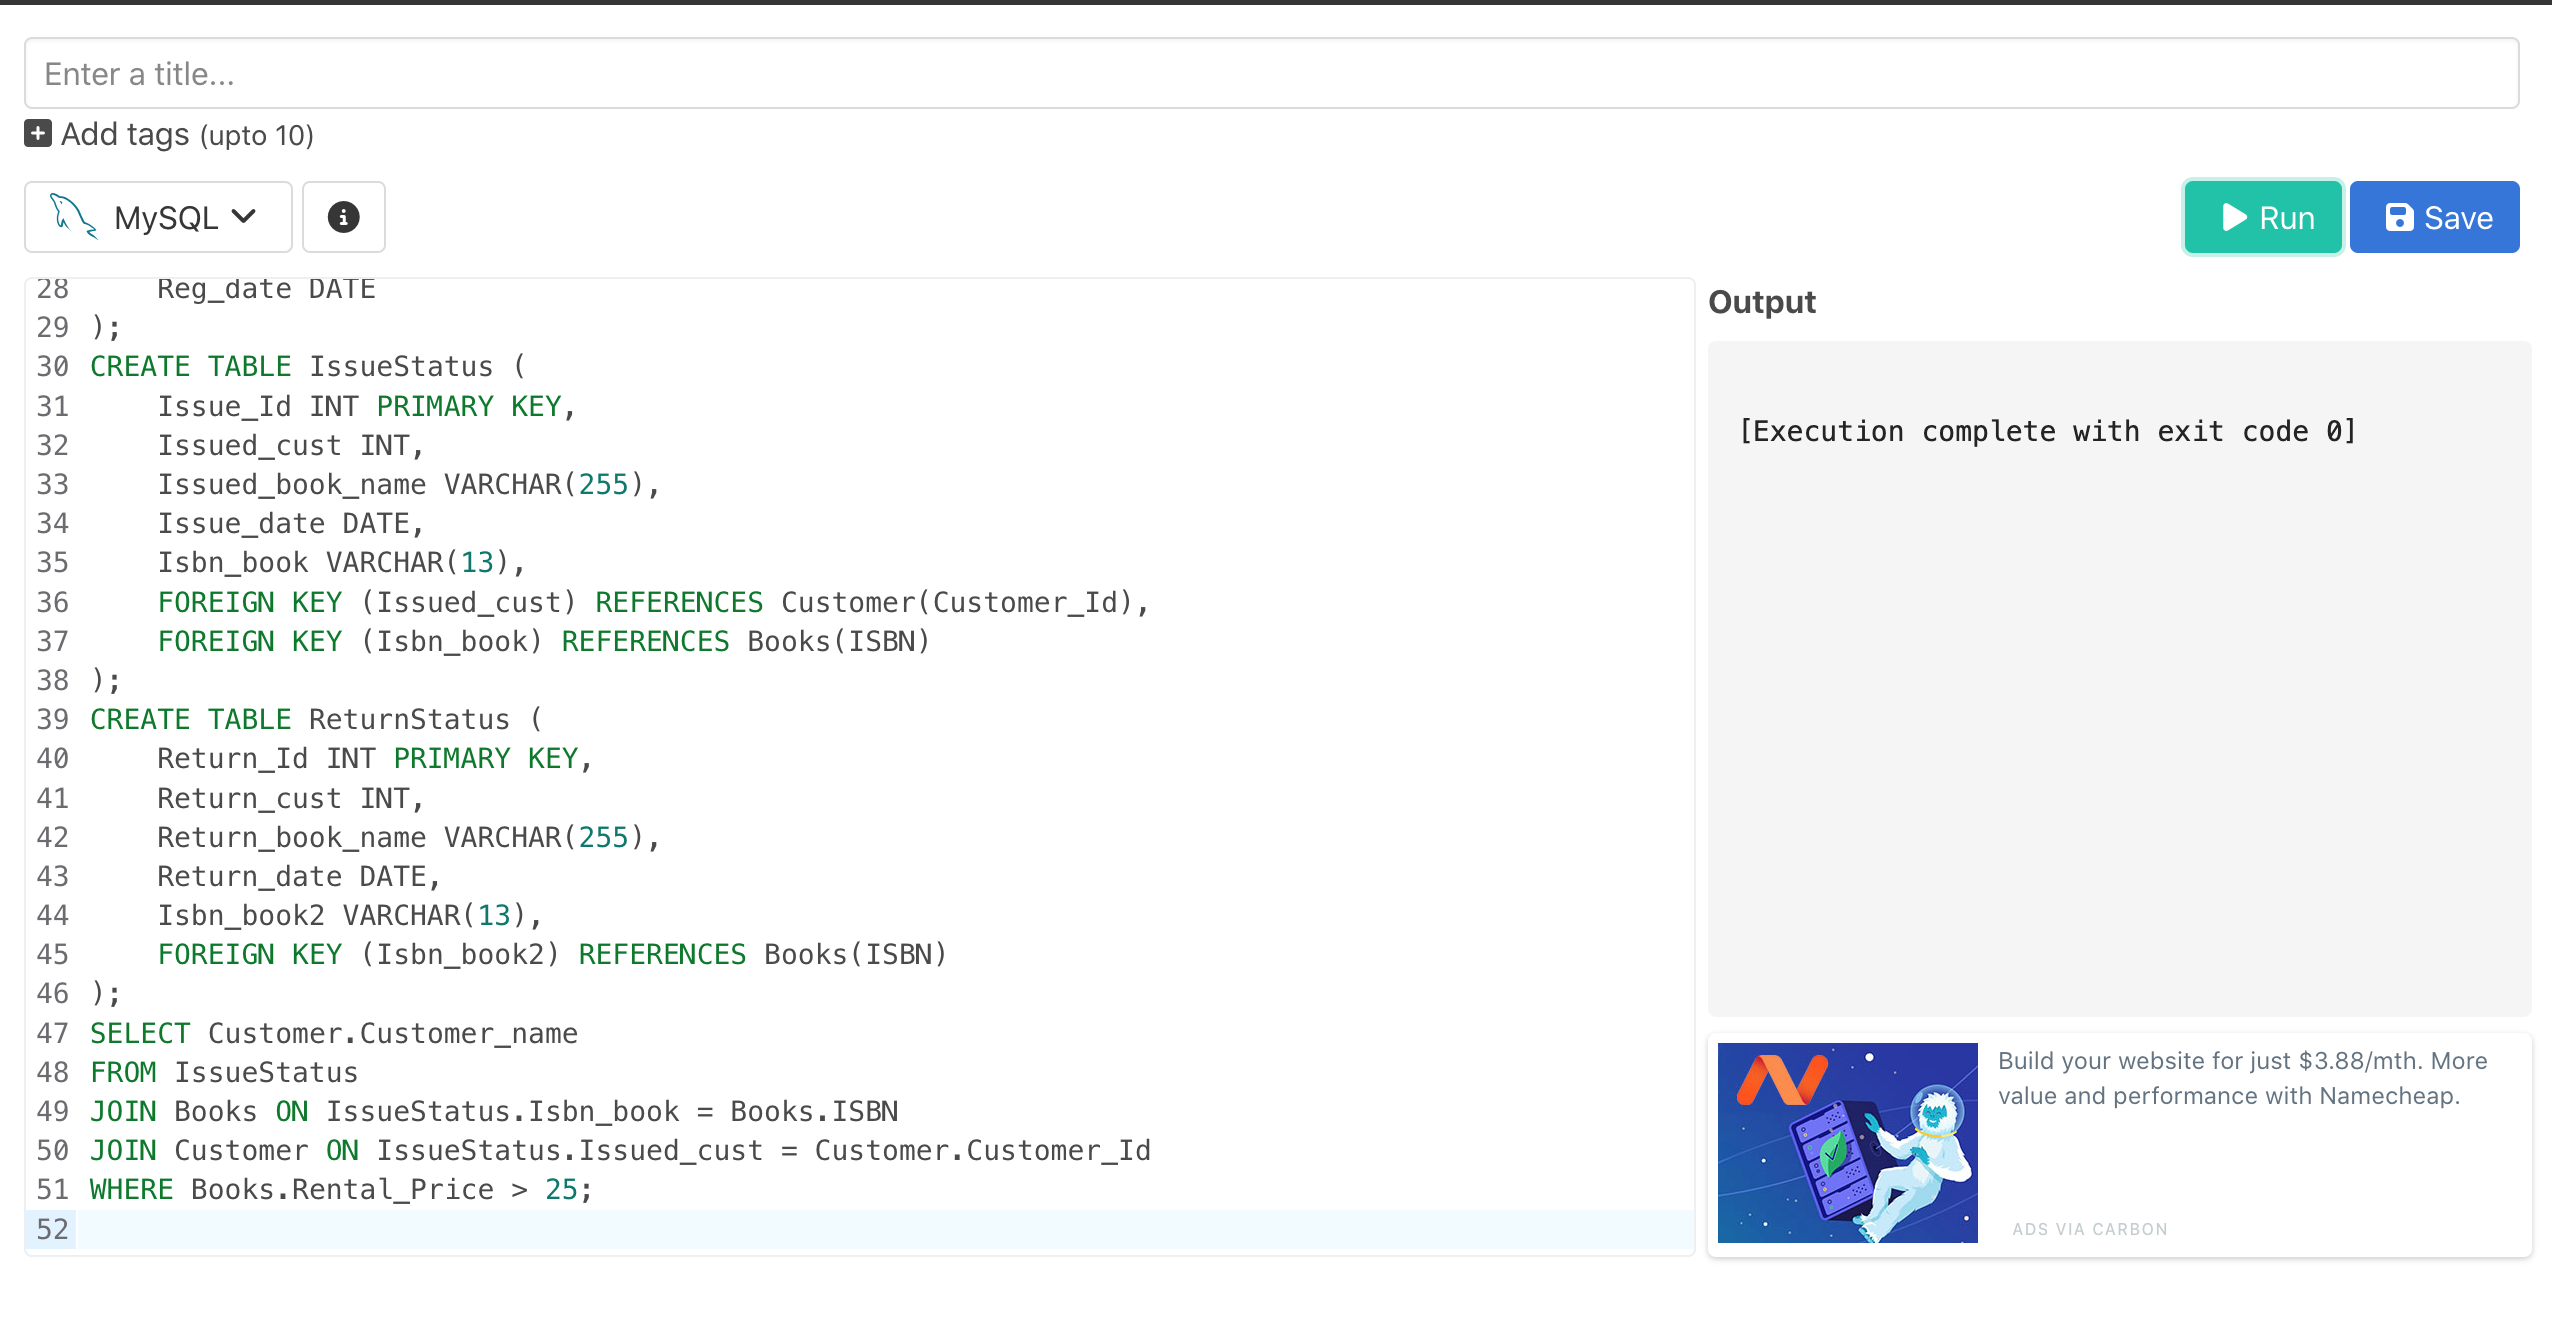 Enter a title...
Add tags (upto 10)
MySQL
Run
Save
28     Reg_date DATE
29 );
30 CREATE TABLE IssueStatus (
31     Issue_Id INT PRIMARY KEY,
32     Issued_cust INT,
33     Issued_book_name VARCHAR(255),
34     Issue_date DATE,
35     Isbn_book VARCHAR(13),
36     FOREIGN KEY (Issued_cust) REFERENCES Customer(Customer_Id),
37     FOREIGN KEY (Isbn_book) REFERENCES Books(ISBN)
38 );
39 CREATE TABLE ReturnStatus (
40     Return_Id INT PRIMARY KEY,
41     Return_cust INT,
42     Return_book_name VARCHAR(255),
43     Return_date DATE,
44     Isbn_book2 VARCHAR(13),
45     FOREIGN KEY (Isbn_book2) REFERENCES Books(ISBN)
46 );
47 SELECT Customer.Customer_name
48 FROM IssueStatus
49 JOIN Books ON IssueStatus.Isbn_book = Books.ISBN
50 JOIN Customer ON IssueStatus.Issued_cust = Customer.Customer_Id
51 WHERE Books.Rental_Price > 25;
52
Output
[Execution complete with exit code 0]
Build your website for just $3.88/mth. More
value and performance with Namecheap.
ADS VIA CARBON